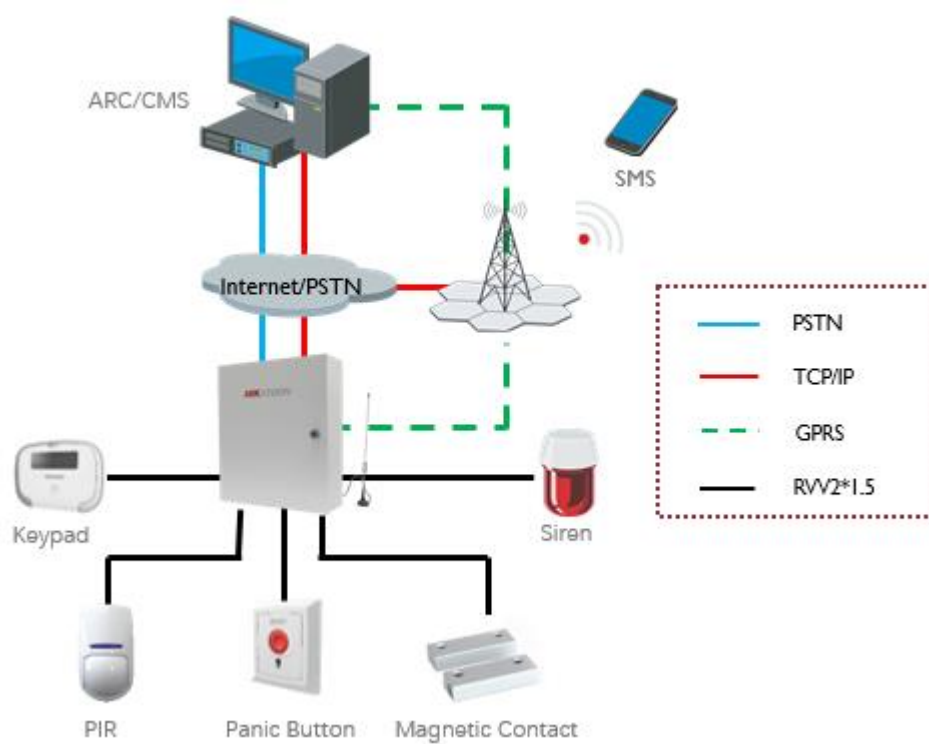 ARC/CMS
SMS
Internet/PSTN
PSTN
TCP/IP
GPRS
RVV2*1.5
HIKVISION
Keypad
Siren
PIR
Panic Button
Magnetic Contact